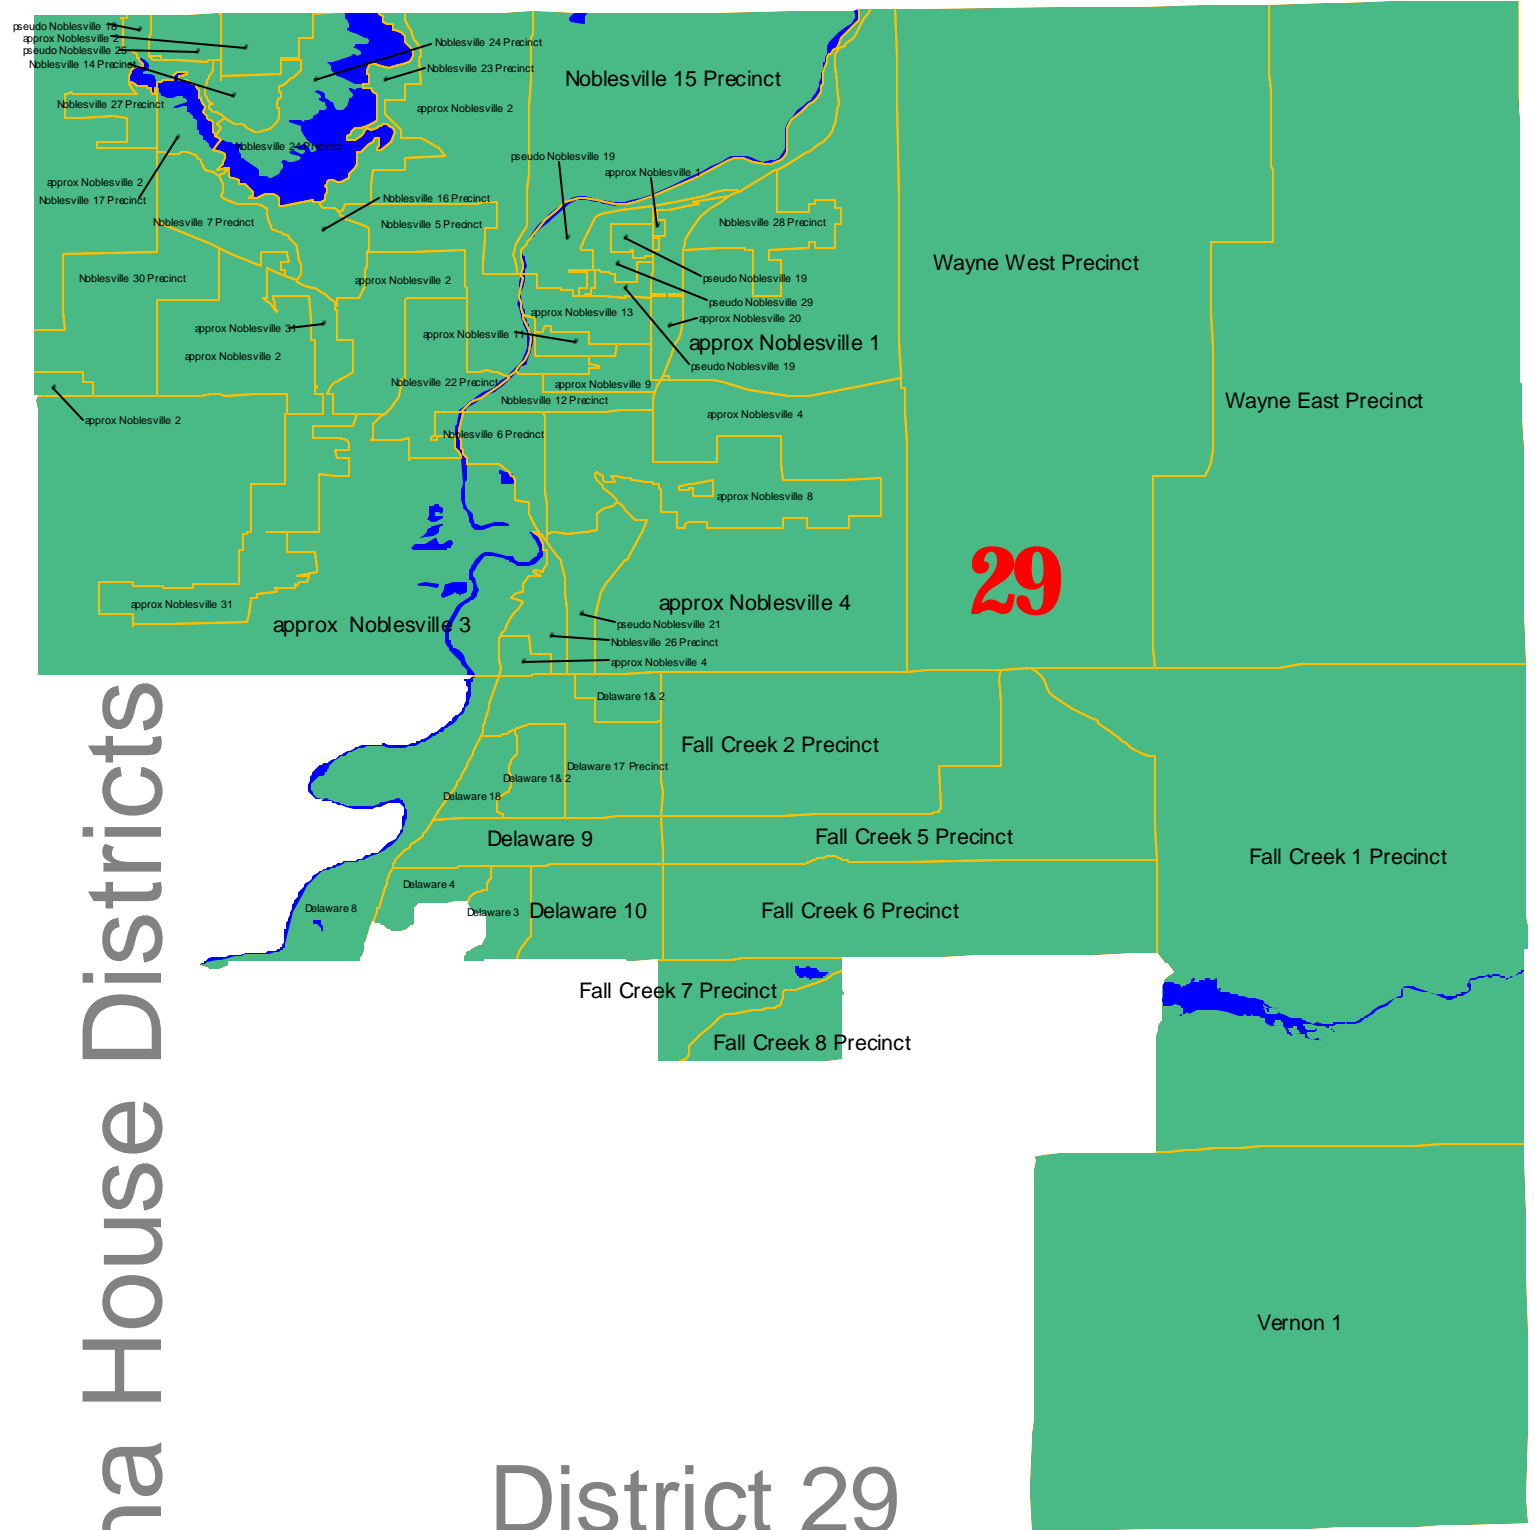 pseudo Noblesville 18
approx Noblesville 2
pseudo Noblesville 25
Noblesville 14 Precinct
Noblesville 24 Precinct
Noblesville 23 Precinct
Noblesville 15 Precinct
Noblesville 27 Precinct
approx Noblesville 2
Noblesville 24 Precinct
pseudo Noblesville 19
approx Noblesville 1
approx Noblesville 2
Noblesville 17 Precinct
Noblesville 16 Precinct
Noblesville 7 Precinct
Noblesville 5 Precinct
Noblesville 28 Precinct
Wayne West Precinct
Noblesville 30 Precinct
approx Noblesville 2
pseudo Noblesville 19
pseudo Noblesville 29
approx Noblesville 13
approx Noblesville 20
approx Noblesville 31
approx Noblesville 11
approx Noblesville 1
approx Noblesville 2
pseudo Noblesville 19
Noblesville 22 Precinct
approx Noblesville 9
Noblesville 12 Precinct
Wayne East Precinct
approx Noblesville 4
approx Noblesville 2
Noblesville 6 Precinct
approx Noblesville 8
29
approx Noblesville 31
approx Noblesville 4
approx Noblesville 3
pseudo Noblesville 21
Noblesville 26 Precinct
approx Noblesville 4
Delaware 1& 2
Fall Creek 2 Precinct
Delaware 17 Precinct
Delaware 1& 2
Delaware 18
Delaware 9
Fall Creek 5 Precinct
Fall Creek 1 Precinct
Delaware 4
Delaware 8
Delaware 3
Delaware 10
Fall Creek 6 Precinct
Fall Creek 7 Precinct
Fall Creek 8 Precinct
Vernon 1
na House Districts
District 29